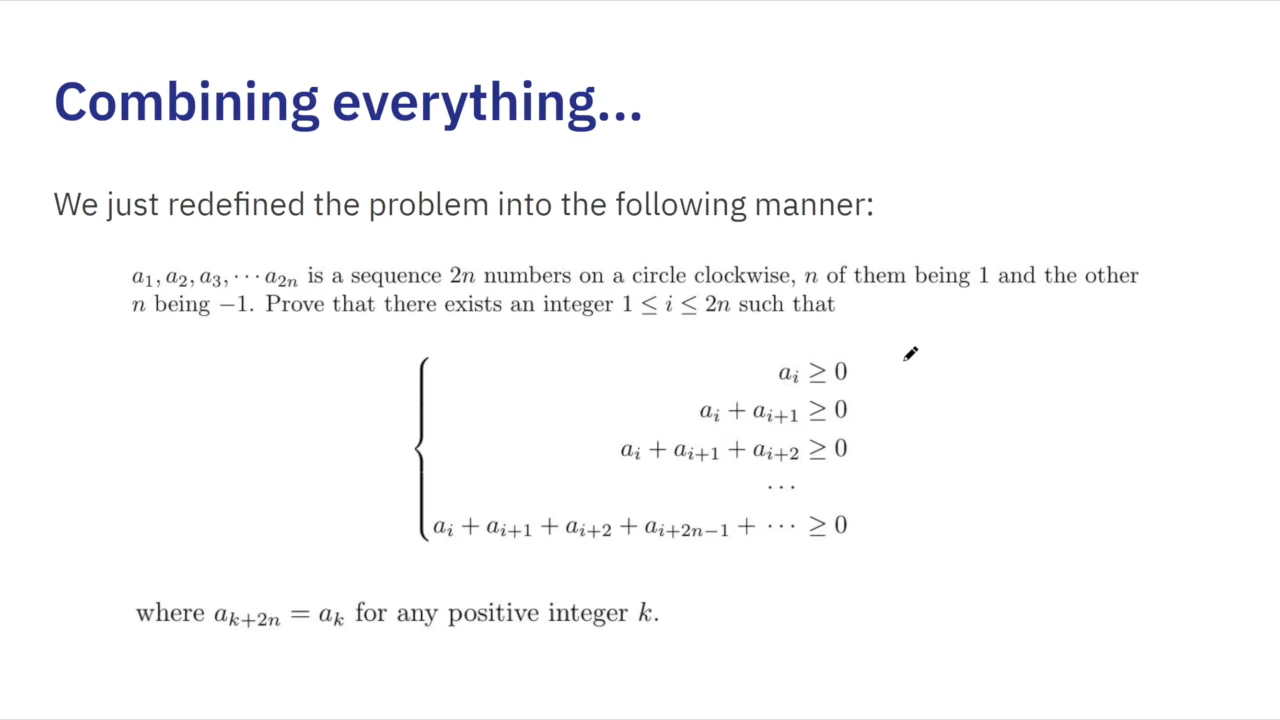 Combining everything...
We just redefined the problem into the following manner:
a₁, a₂, a₃, ⋯ a₂ₙ is a sequence 2n numbers on a circle clockwise, n of them being 1 and the other
n being −1. Prove that there exists an integer 1 ≤ i ≤ 2n such that
aᵢ ≥ 0
aᵢ + aᵢ₊₁ ≥ 0
aᵢ + aᵢ₊₁ + aᵢ₊₂ ≥ 0
⋯
aᵢ + aᵢ₊₁ + aᵢ₊₂ + aᵢ₊₂ₙ₋₁ + ⋯ ≥ 0
where aₖ₊₂ₙ = aₖ for any positive integer k.